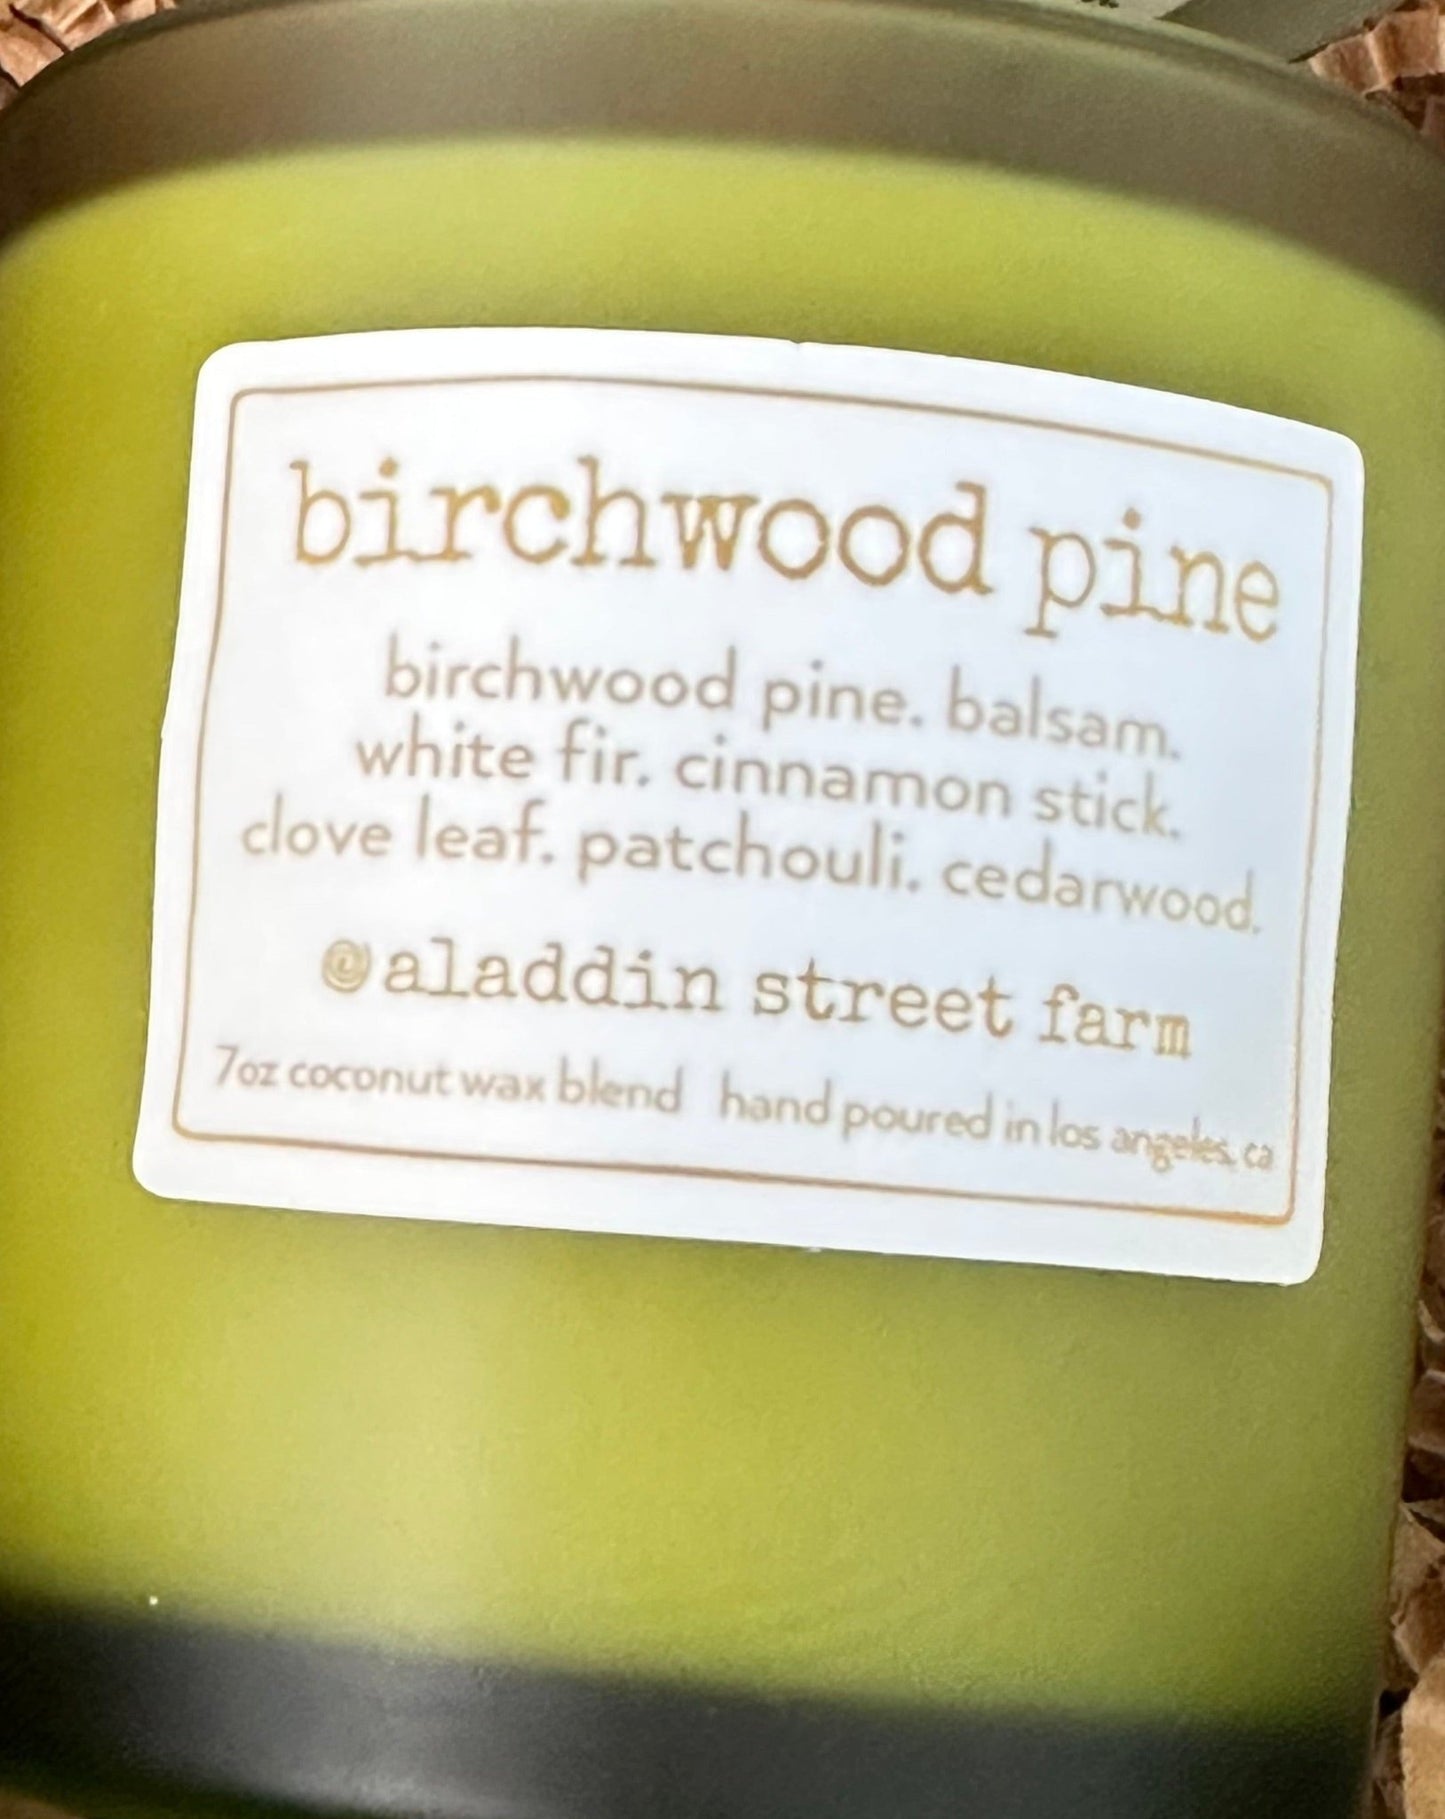 birchwood pine
birchwood pine. balsam.
white fir. cinnamon stick.
clove leaf. patchouli. cedarwood.
@aladdin street farm
7oz coconut wax blend hand poured in los angeles, ca